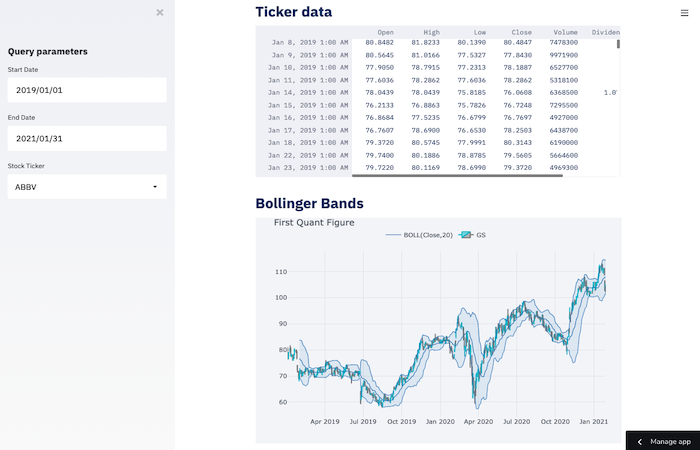 ×
Query parameters
Start Date
2019/01/01
End Date
2021/01/31
Stock Ticker
ABBV
Ticker data
Open High Low Close Volume Dividen
Jan 8, 2019 1:00 AM 80.8482 81.8233 80.1390 80.4847 7478300
Jan 9, 2019 1:00 AM 80.5645 81.0166 77.5327 77.8430 9971900
Jan 10, 2019 1:00 AM 77.9050 78.7915 77.2313 78.1887 6527700
Jan 11, 2019 1:00 AM 77.6036 78.2862 77.6036 78.2862 5318100
Jan 14, 2019 1:00 AM 78.0439 78.0439 75.8185 76.0608 6368500 1.0
Jan 15, 2019 1:00 AM 76.2133 76.8863 75.7826 76.7248 7295500
Jan 16, 2019 1:00 AM 76.8684 77.5235 76.6799 76.7697 4927000
Jan 17, 2019 1:00 AM 76.7607 78.6900 76.6530 78.2503 6438700
Jan 18, 2019 1:00 AM 79.3720 80.5745 77.9991 80.3143 6190000
Jan 22, 2019 1:00 AM 79.7400 80.1886 78.8785 79.5605 5664600
Jan 23, 2019 1:00 AM 79.7220 80.1169 78.6990 79.3720 4969300
Bollinger Bands
First Quant Figure
BOLL(Close,20) GS
110
100
90
80
70
60
Apr 2019 Jul 2019 Oct 2019 Jan 2020 Apr 2020 Jul 2020 Oct 2020 Jan 2021
Manage app